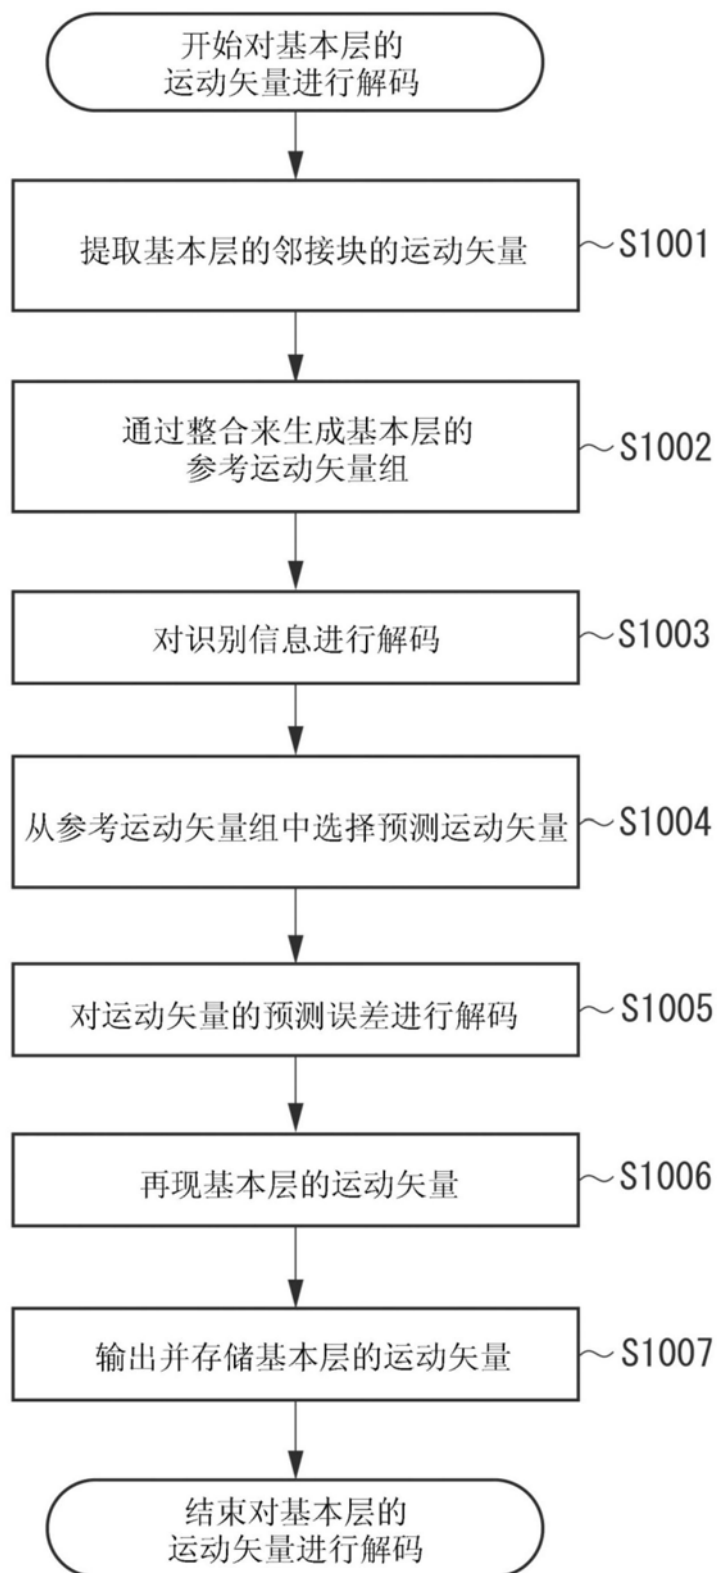 开始对基本层的
运动矢量进行解码
提取基本层的邻接块的运动矢量
S1001
通过整合来生成基本层的
参考运动矢量组
S1002
对识别信息进行解码
S1003
从参考运动矢量组中选择预测运动矢量
S1004
对运动矢量的预测误差进行解码
S1005
再现基本层的运动矢量
S1006
输出并存储基本层的运动矢量
S1007
结束对基本层的
运动矢量进行解码